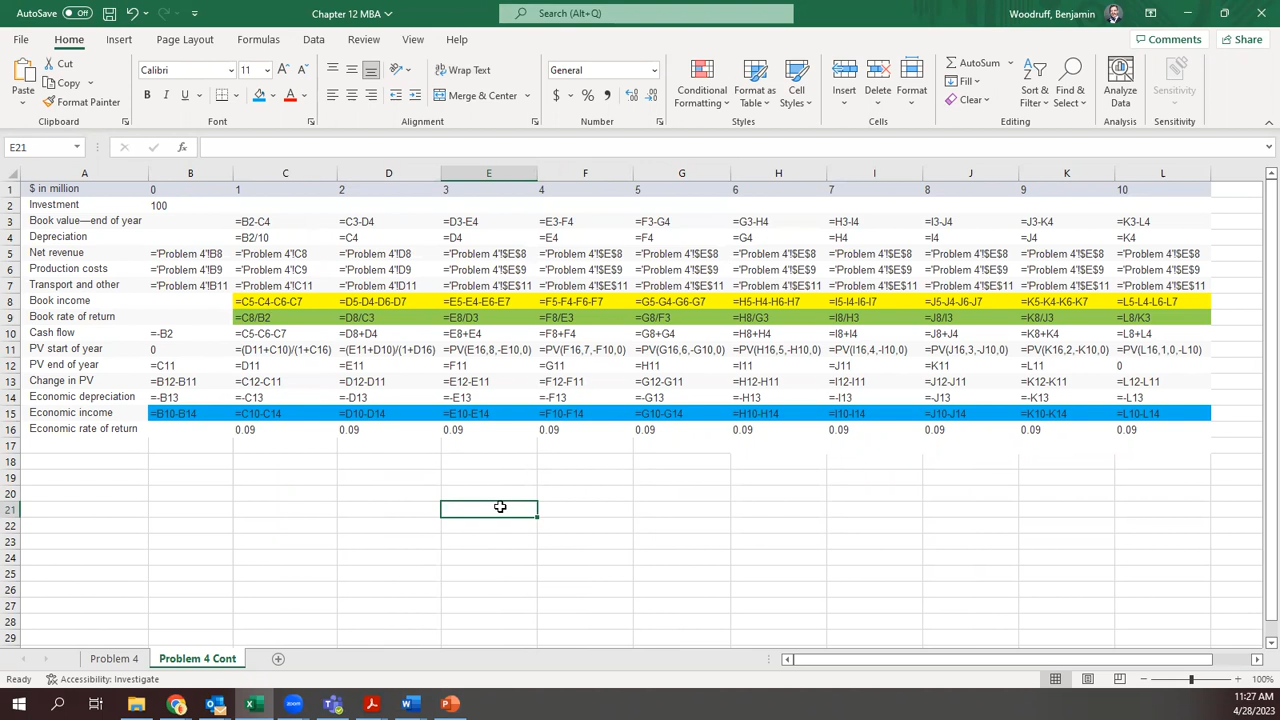 AutoSave Off Chapter 12 MBA Search (Alt+Q) Woodruff, Benjamin
File Home Insert Page Layout Formulas Data Review View Help Comments Share
Paste Cut Copy Format Painter Calibri 11 Wrap Text Merge & Center General Conditional Formatting Format as Table Cell Styles Insert Delete Format AutoSum Fill Clear Sort & Filter Find & Select Analyze Data Sensitivity
Clipboard Font Alignment Number Styles Cells Editing Analysis Sensitivity
E21 fx
A B C D E F G H I J K L
1 $ in million 0 1 2 3 4 5 6 7 8 9 10
2 Investment 100
3 Book value—end of year =B2-C4 =C3-D4 =D3-E4 =E3-F4 =F3-G4 =G3-H4 =H3-I4 =I3-J4 =J3-K4 =K3-L4
4 Depreciation =B2/10 =C4 =D4 =E4 =F4 =G4 =H4 =I4 =J4 =K4
5 Net revenue ='Problem 4'!B8 ='Problem 4'!C8 ='Problem 4'!D8 ='Problem 4'!$E$8 ='Problem 4'!$E$8 ='Problem 4'!$E$8 ='Problem 4'!$E$8 ='Problem 4'!$E$8 ='Problem 4'!$E$8 ='Problem 4'!$E$8 ='Problem 4'!$E$8
6 Production costs ='Problem 4'!B9 ='Problem 4'!C9 ='Problem 4'!D9 ='Problem 4'!$E$9 ='Problem 4'!$E$9 ='Problem 4'!$E$9 ='Problem 4'!$E$9 ='Problem 4'!$E$9 ='Problem 4'!$E$9 ='Problem 4'!$E$9 ='Problem 4'!$E$9
7 Transport and other ='Problem 4'!B11 ='Problem 4'!C11 ='Problem 4'!D11 ='Problem 4'!$E$11 ='Problem 4'!$E$11 ='Problem 4'!$E$11 ='Problem 4'!$E$11 ='Problem 4'!$E$11 ='Problem 4'!$E$11 ='Problem 4'!$E$11 ='Problem 4'!$E$11
8 Book income =C5-C4-C6-C7 =D5-D4-D6-D7 =E5-E4-E6-E7 =F5-F4-F6-F7 =G5-G4-G6-G7 =H5-H4-H6-H7 =I5-I4-I6-I7 =J5-J4-J6-J7 =K5-K4-K6-K7 =L5-L4-L6-L7
9 Book rate of return =C8/B2 =D8/C3 =E8/D3 =F8/E3 =G8/F3 =H8/G3 =I8/H3 =J8/I3 =K8/J3 =L8/K3
10 Cash flow =-B2 =C5-C6-C7 =D8+D4 =E8+E4 =F8+F4 =G8+G4 =H8+H4 =I8+I4 =J8+J4 =K8+K4 =L8+L4
11 PV start of year 0 =(D11+C10)/(1+C16) =(E11+D10)/(1+D16) =PV(E16,8,-E10,0) =PV(F16,7,-F10,0) =PV(G16,6,-G10,0) =PV(H16,5,-H10,0) =PV(I16,4,-I10,0) =PV(J16,3,-J10,0) =PV(K16,2,-K10,0) =PV(L16,1,0,-L10)
12 PV end of year =C11 =D11 =E11 =F11 =G11 =H11 =I11 =J11 =K11 =L11 0
13 Change in PV =B12-B11 =C12-C11 =D12-D11 =E12-E11 =F12-F11 =G12-G11 =H12-H11 =I12-I11 =J12-J11 =K12-K11 =L12-L11
14 Economic depreciation =-B13 =-C13 =-D13 =-E13 =-F13 =-G13 =-H13 =-I13 =-J13 =-K13 =-L13
15 Economic income =B10-B14 =C10-C14 =D10-D14 =E10-E14 =F10-F14 =G10-G14 =H10-H14 =I10-I14 =J10-J14 =K10-K14 =L10-L14
16 Economic rate of return 0.09 0.09 0.09 0.09 0.09 0.09 0.09 0.09 0.09 0.09
17
18
19
20
21
22
23
24
25
26
27
28
29
Problem 4 Problem 4 Cont
Ready Accessibility: Investigate 100%
11:27 AM
4/28/2023